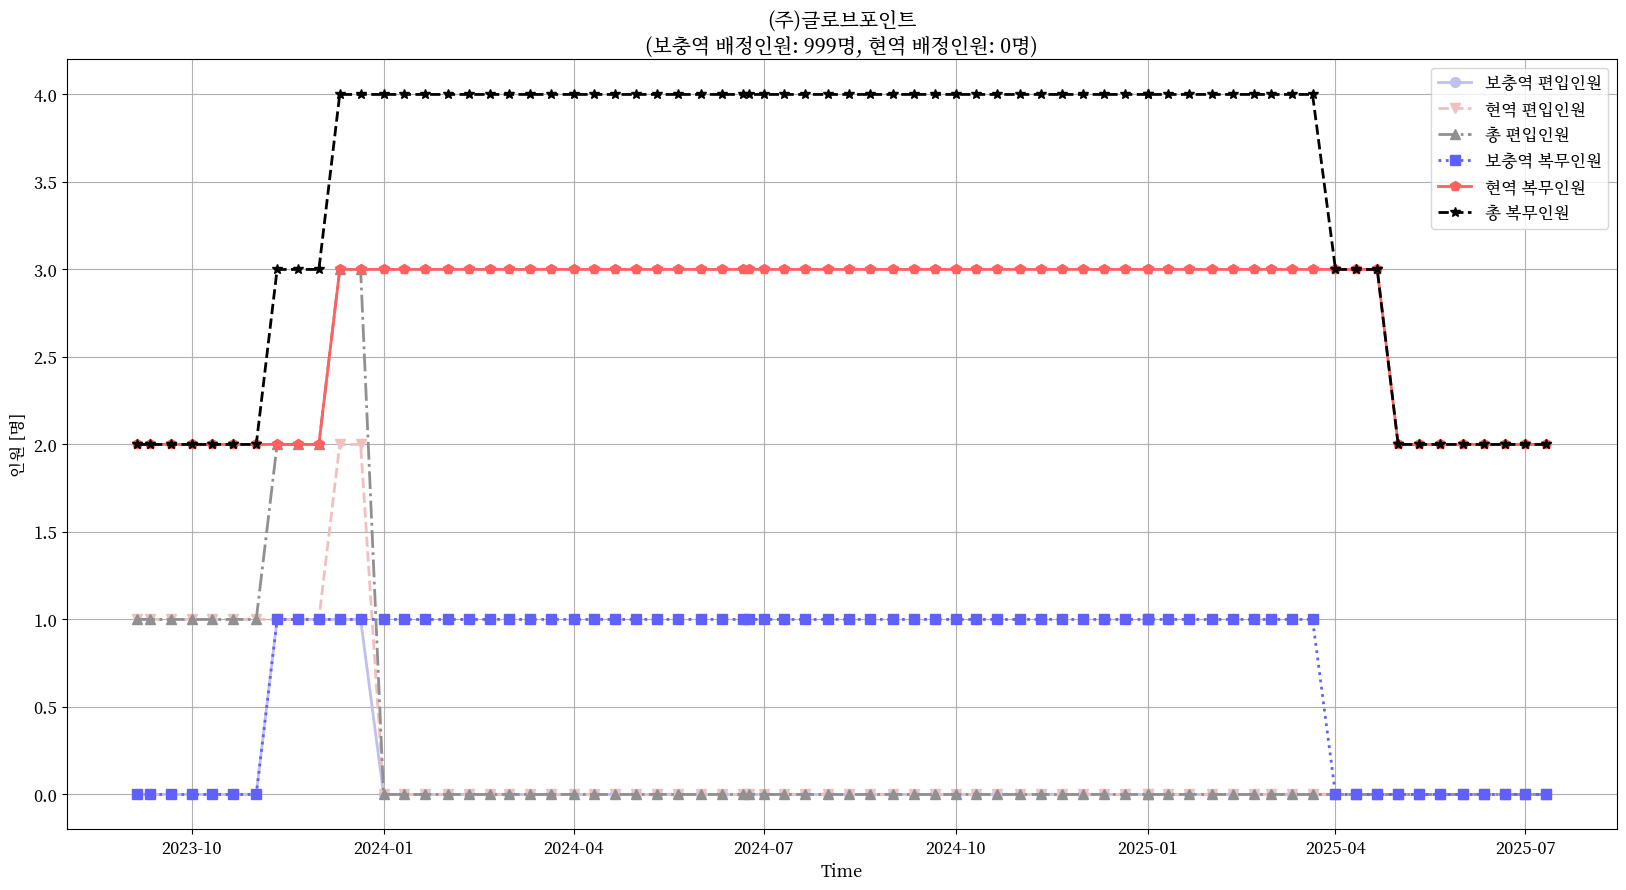 (주)글로브포인트
(보충역 배정인원: 999명, 현역 배정인원: 0명)
보충역 편입인원
현역 편입인원
총 편입인원
보충역 복무인원
현역 복무인원
총 복무인원
인원 [명]
4.0
3.5
3.0
2.5
2.0
1.5
1.0
0.5
0.0
2023-10
2024-01
2024-04
2024-07
2024-10
2025-01
2025-04
2025-07
Time